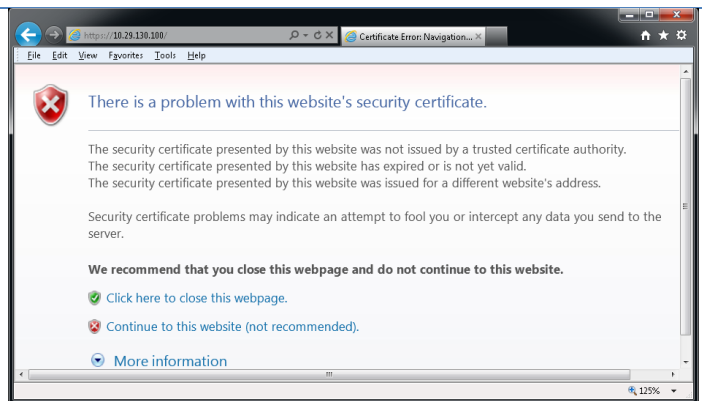 https://10.29.130.100/
Certificate Error: Navigation...
File Edit View Favorites Tools Help
There is a problem with this website's security certificate.
The security certificate presented by this website was not issued by a trusted certificate authority.
The security certificate presented by this website has expired or is not yet valid.
The security certificate presented by this website was issued for a different website's address.
Security certificate problems may indicate an attempt to fool you or intercept any data you send to the
server.
We recommend that you close this webpage and do not continue to this website.
Click here to close this webpage.
Continue to this website (not recommended).
More information
125%